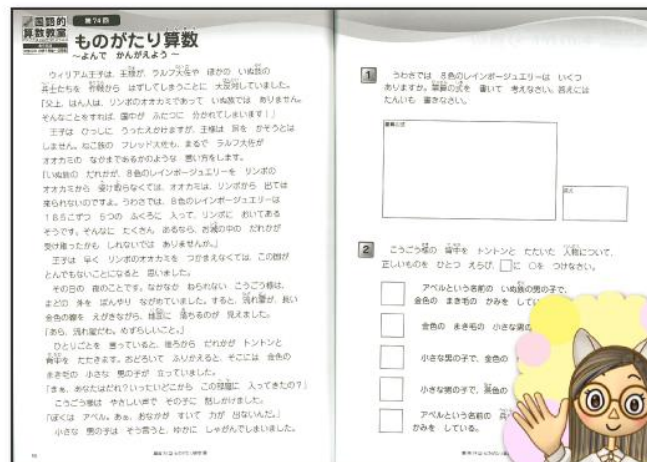 国語的
算数教室
第74回
ものがたり算数
～よんで かんがえよう～
ウィリアム王子は、王様が、ラルフ大佐や ほかの いぬ族の
兵士たちを 作戦から はずしてしまうことに 大反対していました。
「父上、はん人は、リンボのオオカミであって いぬ族では ありません。
そんなことをすれば、国中が ふたつに 分かれてしまいます！」
王子は ひっしに うったえかけますが、王様は 耳を かそうとは
しません。ねこ族の フレッド大佐も、まるで ラルフ大佐が
オオカミの なかまであるかのような 言い方をします。
「いぬ族の だれかが、8色のレインボージュエリーを リンボの
オオカミから 受け取らなくては、オオカミは、リンボから 出ては
来られないのですよ。うわさでは、8色のレインボージュエリーは
185こずつ 5つの ふくろに 入って、リンボに おいてある
そうです。そんなに たくさん あるなら、お城の中の だれかが
受け取ったかも しれないでは ありませんか。」
王子は 早く リンボのオオカミを つかまえなくては、この国が
とんでもないことになると 思いました。
その日の 夜のことです。なかなか ねられない こうごう様は、
まどの 外を ぼんやり ながめていました。すると、流れ星が、長い
金色の線を えがきながら、地面に 落ちるのが 見えました。
「あら、流れ星だわ。めずらしいこと。」
ひとりごとを 言っていると、後ろから だれかが トントンと
背中を たたきます。おどろいて ふりかえると、そこには 金色の
まき毛の 小さな 男の子が 立っていました。
「まぁ、あなたはだれ？いったいどこから この部屋に 入ってきたの？」
こうごう様は やさしい声で その子に 話しかけました。
「ぼくは アベル。あぁ、おなかが すいて 力が 出ないんだ。」
小さな 男の子は そう言うと、ゆかに しゃがんでしまいました。
1
うわさでは 8色のレインボージュエリーは いくつ
ありますか。筆算の式を 書いて 考えなさい。答えには
たんいも 書きなさい。
筆算の式
答え
2
こうごう様の 背中を トントンと たたいた 人物について、
正しいものを ひとつ えらび、□に ○を つけなさい。
アベルという名前の いぬ族の男の子で、
金色の まき毛の かみを してい
金色の まき毛の 小さな男の
小さな男の子で、金色の
小さな男の子で、
アベルという名前の
かみを している。